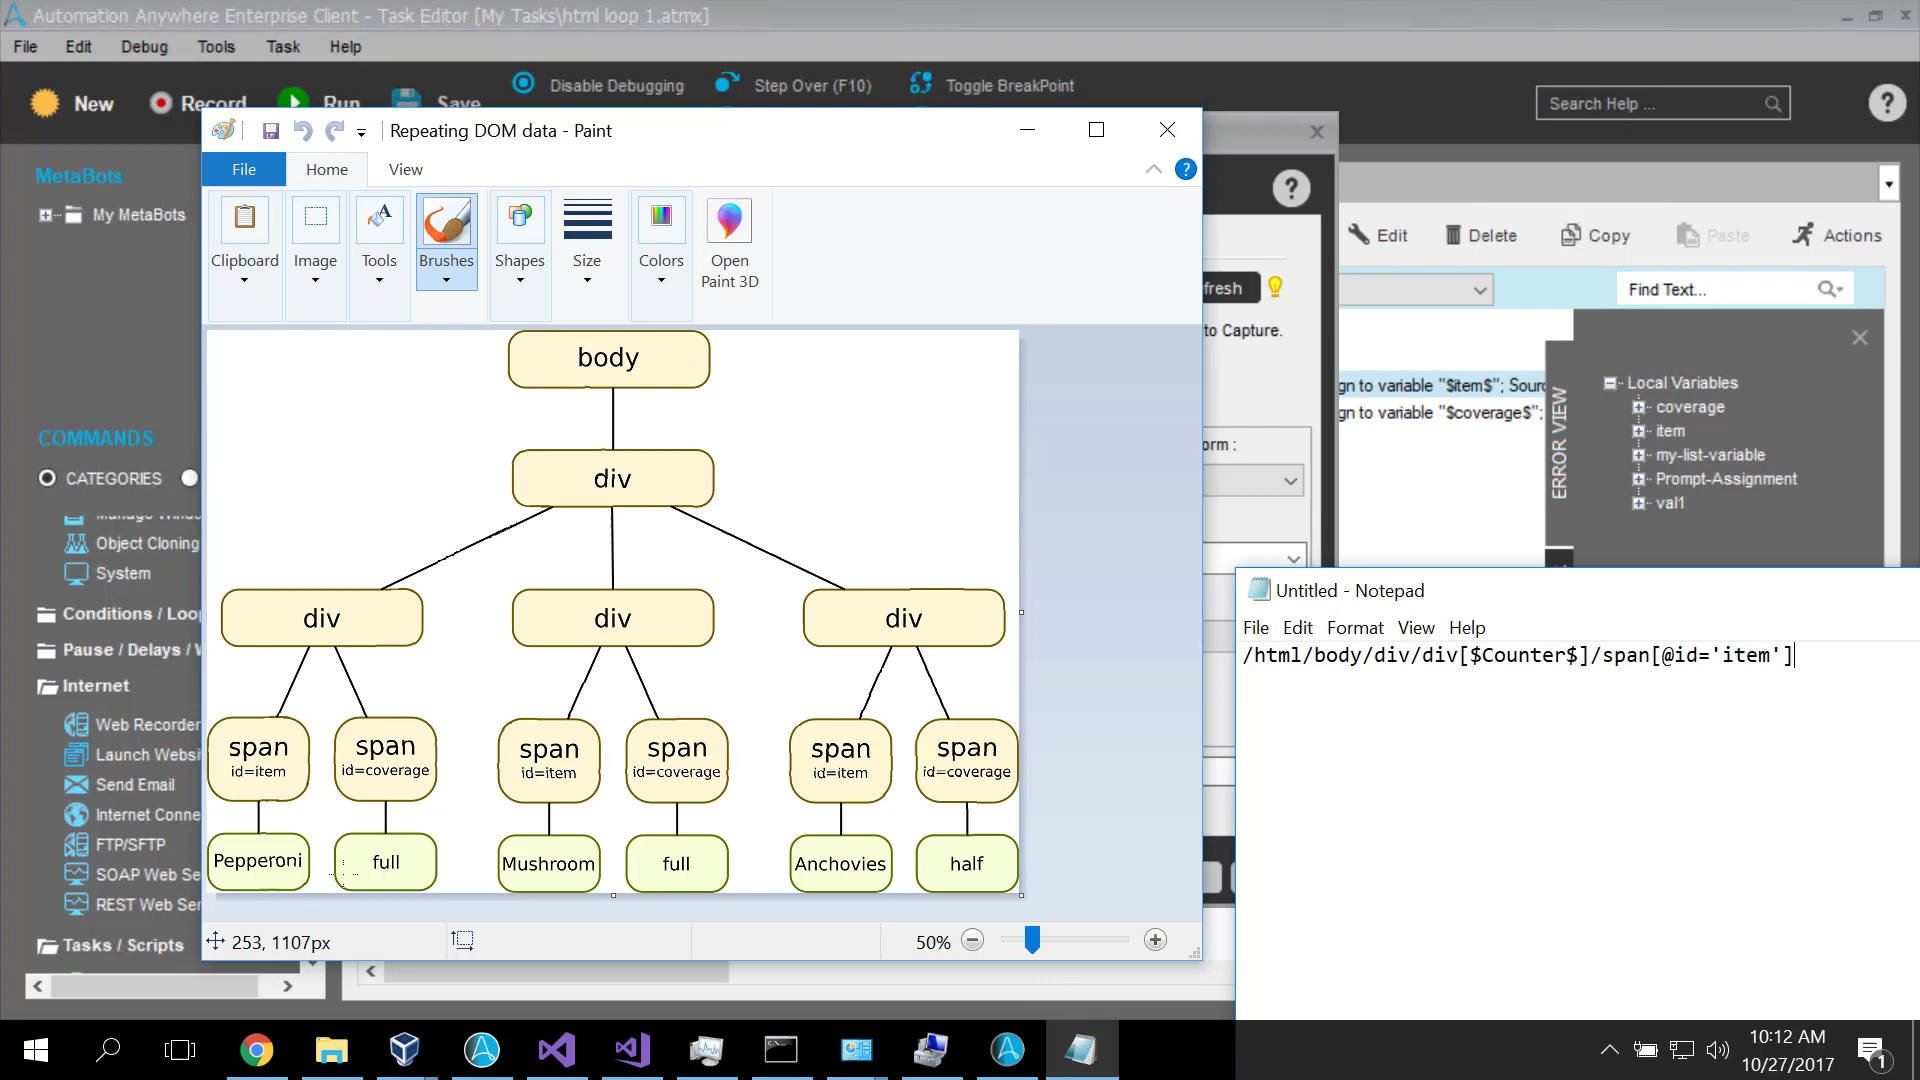 Automation Anywhere Enterprise Client - Task Editor [My Tasks\html loop 1.atmx]
File Edit Debug Tools Task Help
New Record Run Save Disable Debugging Step Over (F10) Toggle BreakPoint Search Help ...
MetaBots
My MetaBots
COMMANDS
CATEGORIES
Object Cloning
System
Conditions / Loop
Pause / Delays /
Internet
Web Recorder
Launch Websi
Send Email
Internet Conne
FTP/SFTP
SOAP Web Se
REST Web Ser
Tasks / Scripts
Repeating DOM data - Paint
File Home View
Clipboard Image Tools Brushes Shapes Size Colors Open
Paint 3D
body
div
div div div
span span span span span span
id=item id=coverage id=item id=coverage id=item id=coverage
Pepperoni full Mushroom full Anchovies half
253, 1107px 50%
fresh
to Capture.
orm :
Edit Delete Copy Paste Actions
Find Text...
gn to variable "$item$"; Sour
gn to variable "$coverage$";
ERROR VIEW
Local Variables
coverage
item
my-list-variable
Prompt-Assignment
val1
Untitled - Notepad
File Edit Format View Help
/html/body/div/div[$Counter$]/span[@id='item']
10:12 AM
10/27/2017
1